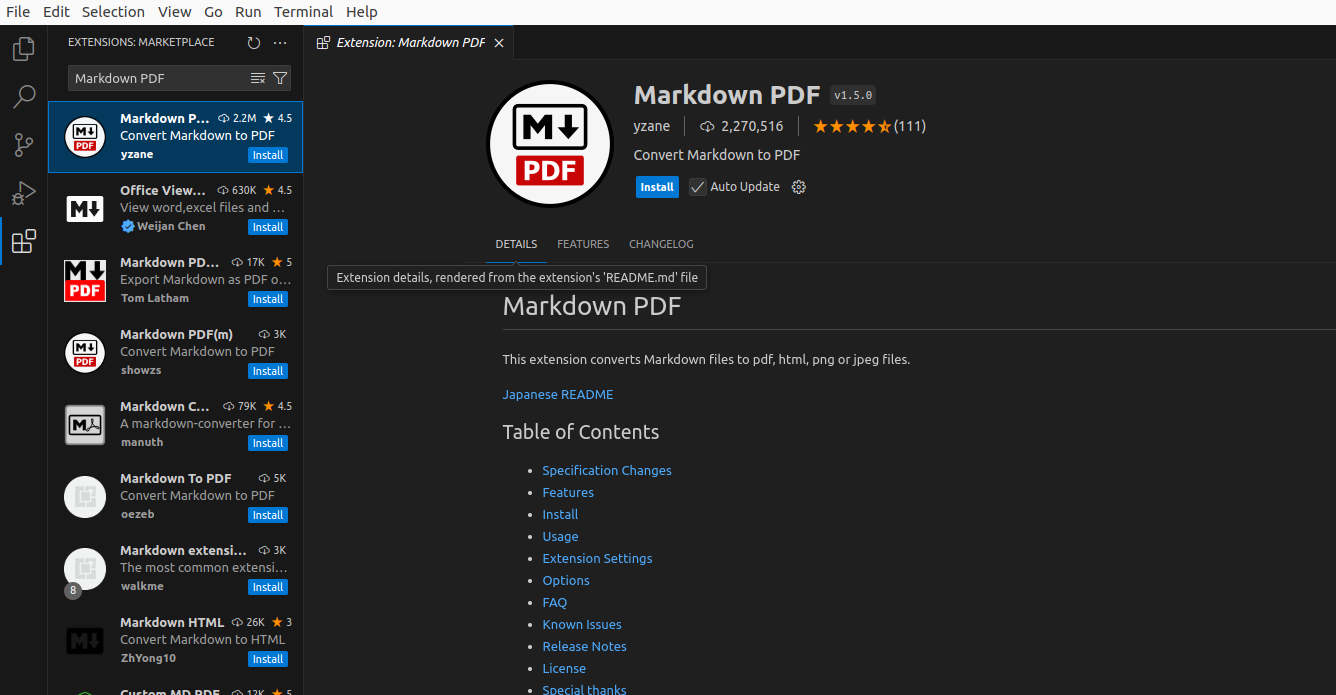 File Edit Selection View Go Run Terminal Help
EXTENSIONS: MARKETPLACE
Markdown PDF
Markdown P... 2.2M 4.5
Convert Markdown to PDF
yzane Install
Office View... 630K 4.5
View word,excel files and ...
Weijan Chen Install
Markdown PD... 17K 5
Export Markdown as PDF o...
Tom Latham Install
Markdown PDF(m) 3K
Convert Markdown to PDF
showzs Install
Markdown C... 79K 4.5
A markdown-converter for ...
manuth Install
Markdown To PDF 5K
Convert Markdown to PDF
oezeb Install
Markdown extensi... 3K
The most common extensi...
8 walkme Install
Markdown HTML 26K 3
Convert Markdown to HTML
ZhYong10 Install
Custom MD PDF 12K 5
Extension: Markdown PDF
M PDF
Markdown PDF v1.5.0
yzane 2,270,516 (111)
Convert Markdown to PDF
Install Auto Update
DETAILS FEATURES CHANGELOG
Extension details, rendered from the extension's 'README.md' file
Markdown PDF
This extension converts Markdown files to pdf, html, png or jpeg files.
Japanese README
Table of Contents
Specification Changes
Features
Install
Usage
Extension Settings
Options
FAQ
Known Issues
Release Notes
License
Special thanks